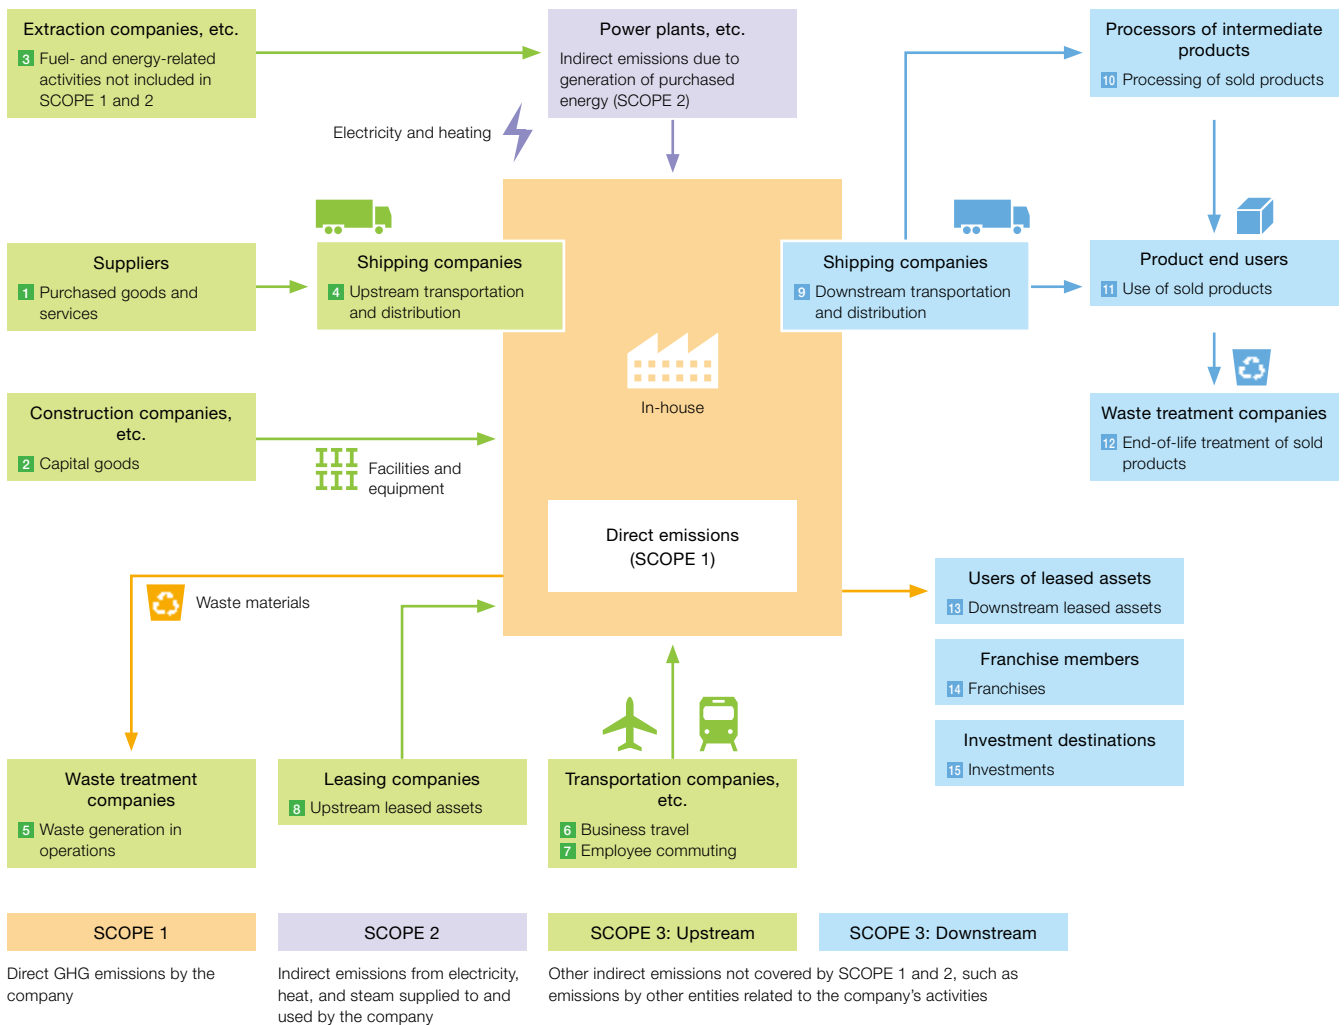 Extraction companies, etc.
3 Fuel- and energy-related
activities not included in
SCOPE 1 and 2
Power plants, etc.
Indirect emissions due to
generation of purchased
energy (SCOPE 2)
Processors of intermediate
products
10 Processing of sold products
Electricity and heating
Suppliers
1 Purchased goods and
services
Shipping companies
4 Upstream transportation
and distribution
Shipping companies
9 Downstream transportation
and distribution
Product end users
11 Use of sold products
In-house
Construction companies,
etc.
2 Capital goods
Facilities and
equipment
Waste treatment companies
12 End-of-life treatment of sold
products
Direct emissions
(SCOPE 1)
Waste materials
Users of leased assets
13 Downstream leased assets
Franchise members
14 Franchises
Investment destinations
15 Investments
Waste treatment
companies
5 Waste generation in
operations
Leasing companies
8 Upstream leased assets
Transportation companies,
etc.
6 Business travel
7 Employee commuting
SCOPE 1
Direct GHG emissions by the
company
SCOPE 2
Indirect emissions from electricity,
heat, and steam supplied to and
used by the company
SCOPE 3: Upstream
SCOPE 3: Downstream
Other indirect emissions not covered by SCOPE 1 and 2, such as
emissions by other entities related to the company's activities